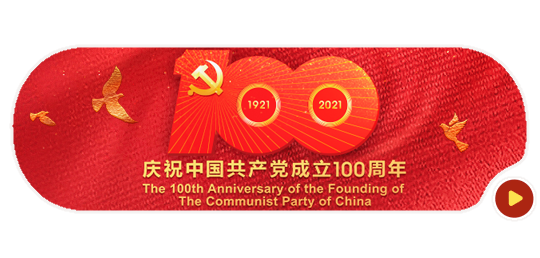 100
1921
2021
庆祝中国共产党成立100周年
The 100th Anniversary of the Founding of
The Communist Party of China